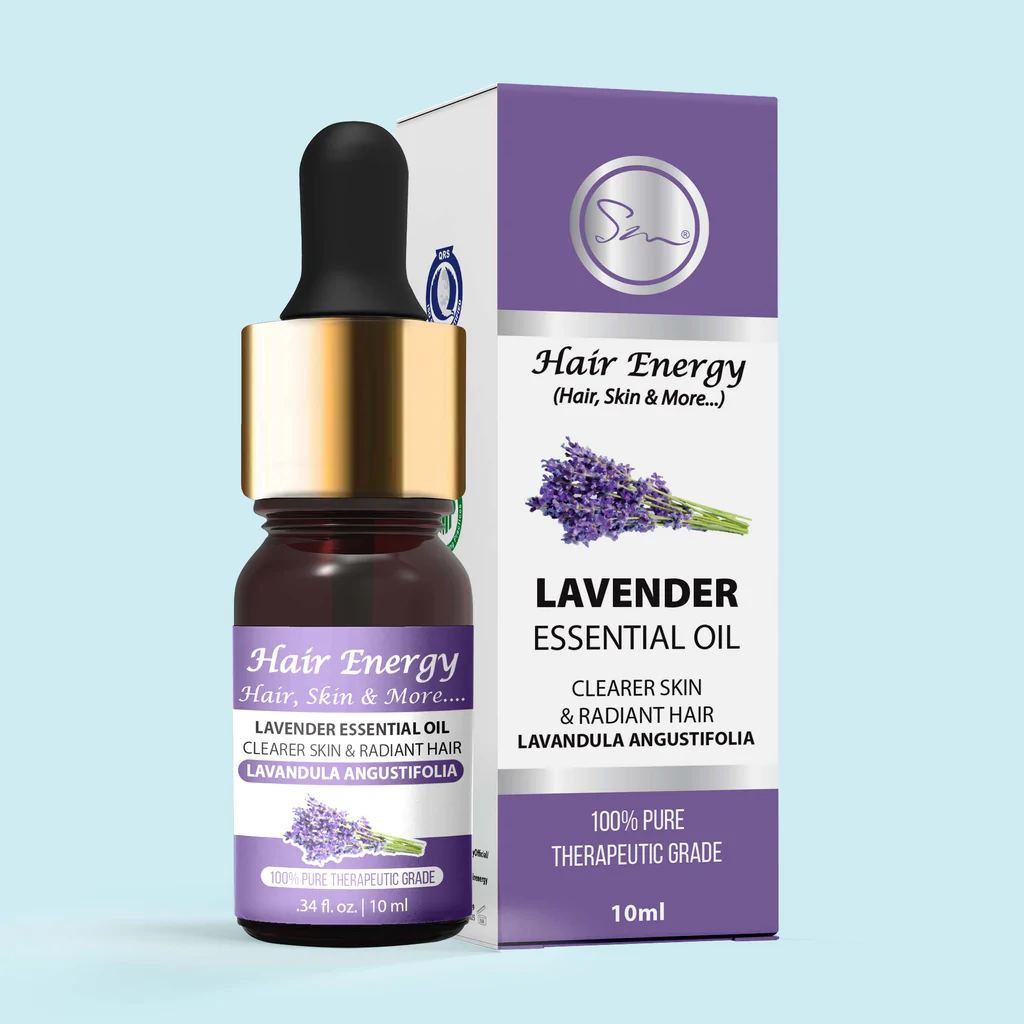 Hair Energy
Hair, Skin & More....
LAVENDER ESSENTIAL OIL
CLEARER SKIN & RADIANT HAIR
LAVANDULA ANGUSTIFOLIA
100% PURE THERAPEUTIC GRADE
.34 fl. oz. | 10 ml
QRS
Szn®
Hair Energy
(Hair, Skin & More...)
LAVENDER
ESSENTIAL OIL
CLEARER SKIN
& RADIANT HAIR
LAVANDULA ANGUSTIFOLIA
100% PURE
THERAPEUTIC GRADE
10ml